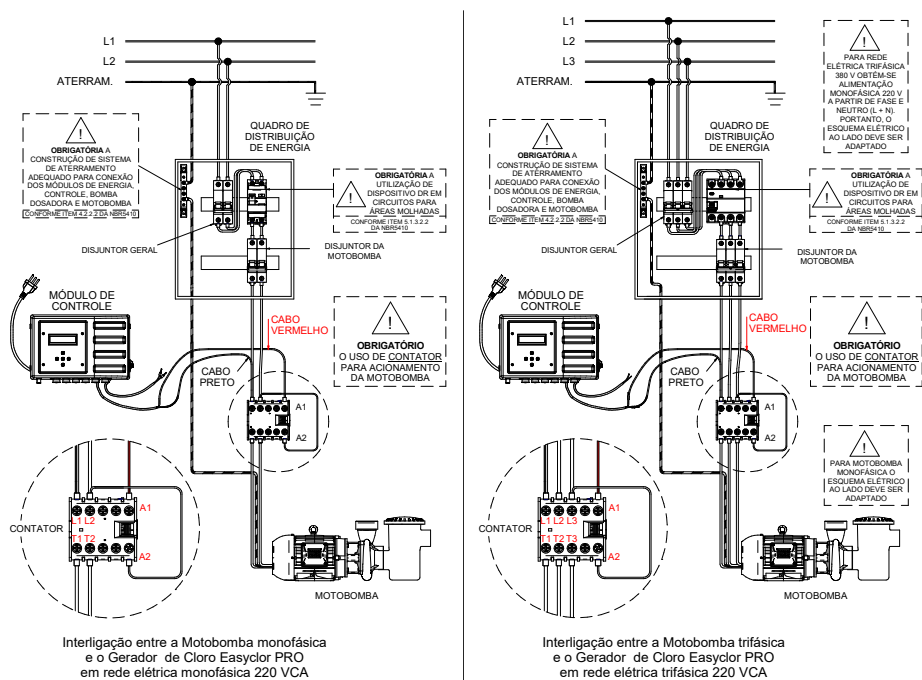 L1
L2
ATERRAM.
QUADRO DE
DISTRIBUIÇÃO
DE ENERGIA
!
OBRIGATÓRIA A
CONSTRUÇÃO DE SISTEMA
DE ATERRAMENTO
ADEQUADO PARA CONEXÃO
DOS MÓDULOS DE ENERGIA,
CONTROLE, BOMBA
DOSADORA E MOTOBOMBA
CONFORME ITEM 4.2.2.2 DA NBR5410
!
OBRIGATÓRIA A
UTILIZAÇÃO DE
DISPOSITIVO DR EM
CIRCUITOS PARA
ÁREAS MOLHADAS
CONFORME ITEM 5.1.3.2.2
DA NBR5410
DISJUNTOR GERAL
DISJUNTOR DA
MOTOBOMBA
MÓDULO DE
CONTROLE
CABO
VERMELHO
!
OBRIGATÓRIO
O USO DE CONTATOR
PARA ACIONAMENTO
DA MOTOBOMBA
CABO
PRETO
A1
A2
CONTATOR
L1 L2
A1
T1 T2
A2
MOTOBOMBA
Interligação entre a Motobomba monofásica
e o Gerador de Cloro Easyclor PRO
em rede elétrica monofásica 220 VCA
L1
L2
L3
ATERRAM.
!
PARA REDE
ELÉTRICA TRIFÁSICA
380 V OBTÉM-SE
ALIMENTAÇÃO
MONOFÁSICA 220 V
A PARTIR DE FASE E
NEUTRO (L + N).
PORTANTO, O
ESQUEMA ELÉTRICO
AO LADO DEVE SER
ADAPTADO
QUADRO DE
DISTRIBUIÇÃO
DE ENERGIA
!
OBRIGATÓRIA A
CONSTRUÇÃO DE SISTEMA
DE ATERRAMENTO
ADEQUADO PARA CONEXÃO
DOS MÓDULOS DE ENERGIA,
CONTROLE, BOMBA
DOSADORA E MOTOBOMBA
CONFORME ITEM 4.2.2.2 DA NBR5410
!
OBRIGATÓRIA A
UTILIZAÇÃO DE
DISPOSITIVO DR EM
CIRCUITOS PARA
ÁREAS MOLHADAS
CONFORME ITEM 5.1.3.2.2
DA NBR5410
DISJUNTOR GERAL
DISJUNTOR DA
MOTOBOMBA
MÓDULO DE
CONTROLE
CABO
VERMELHO
!
OBRIGATÓRIO
O USO DE CONTATOR
PARA ACIONAMENTO
DA MOTOBOMBA
CABO
PRETO
A1
A2
!
PARA MOTOBOMBA
MONOFÁSICA O
ESQUEMA ELÉTRICO
AO LADO DEVE SER
ADAPTADO
CONTATOR
L1 L2 L3
A1
T1 T2 T3
A2
MOTOBOMBA
Interligação entre a Motobomba trifásica
e o Gerador de Cloro Easyclor PRO
em rede elétrica trifásica 220 VCA